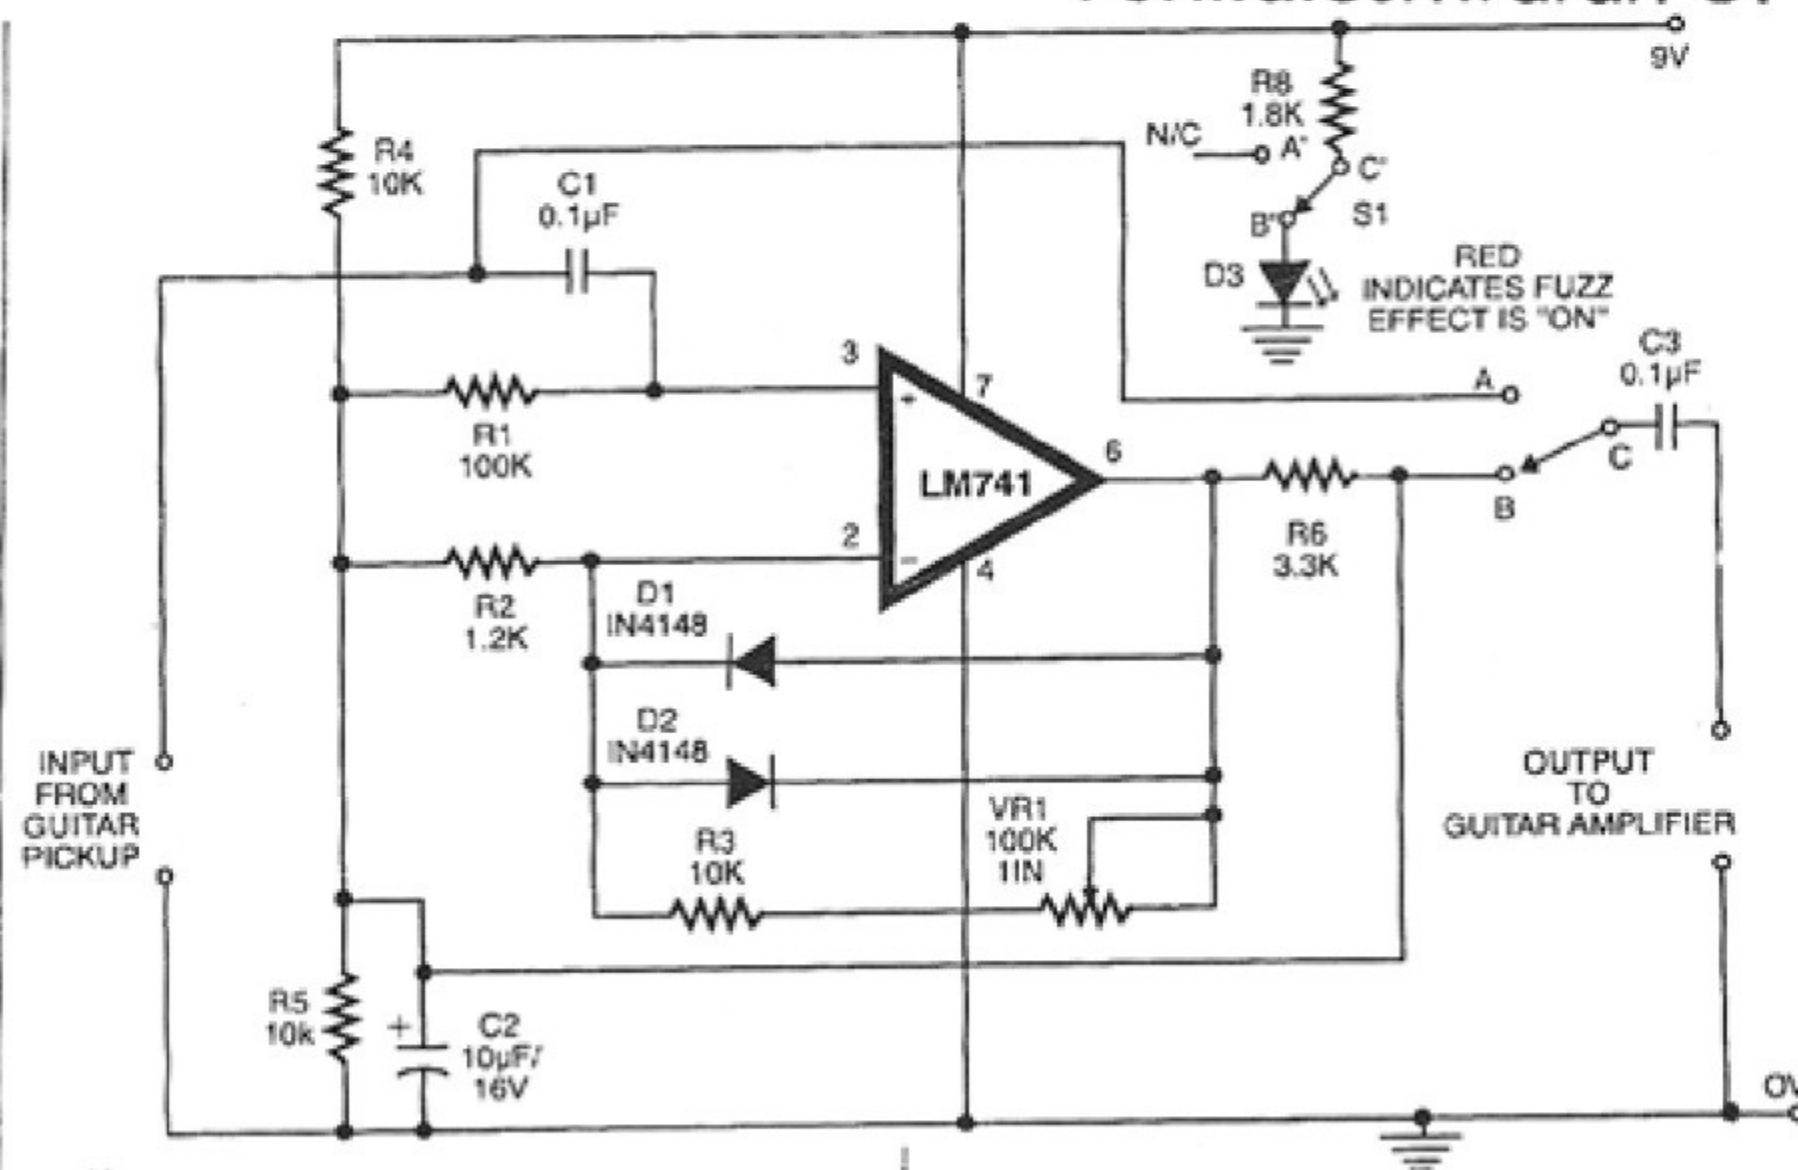 9V
R8
1.8K
N/C
A"
C"
S1
B"
D3
RED
INDICATES FUZZ
EFFECT IS "ON"
R4
10K
C1
0.1µF
C3
0.1µF
A
C
B
3
+
7
R1
100K
LM741
6
2
−
4
R6
3.3K
R2
1.2K
D1
IN4148
D2
IN4148
INPUT
FROM
GUITAR
PICKUP
VR1
100K
1IN
R3
10K
OUTPUT
TO
GUITAR AMPLIFIER
R5
10k
+
C2
10µF/
16V